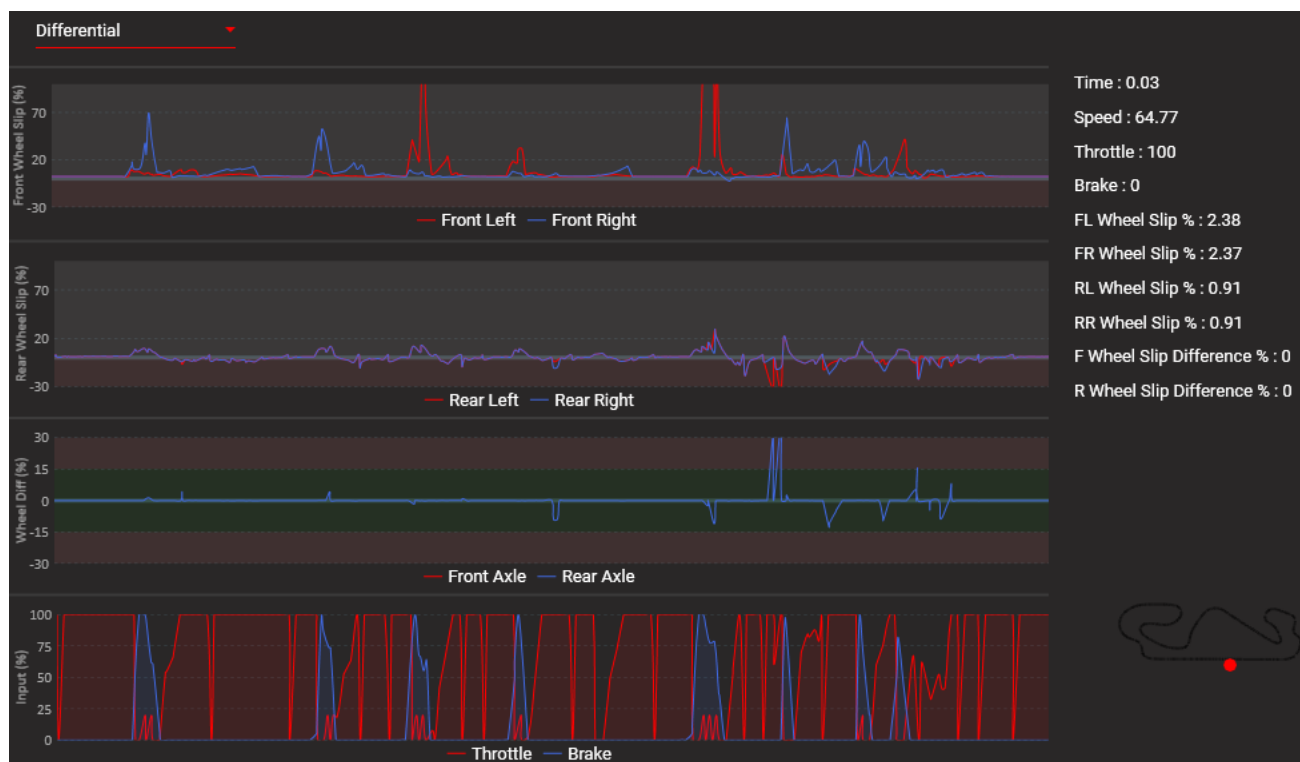 Differential
Front Wheel Slip (%)
70
20
-30
Front Left Front Right
Rear Wheel Slip (%)
70
20
-30
Rear Left Rear Right
Wheel Diff (%)
30
15
0
-15
-30
Front Axle Rear Axle
Input (%)
100
75
50
25
0
Throttle Brake
Time : 0.03
Speed : 64.77
Throttle : 100
Brake : 0
FL Wheel Slip % : 2.38
FR Wheel Slip % : 2.37
RL Wheel Slip % : 0.91
RR Wheel Slip % : 0.91
F Wheel Slip Difference % : 0
R Wheel Slip Difference % : 0